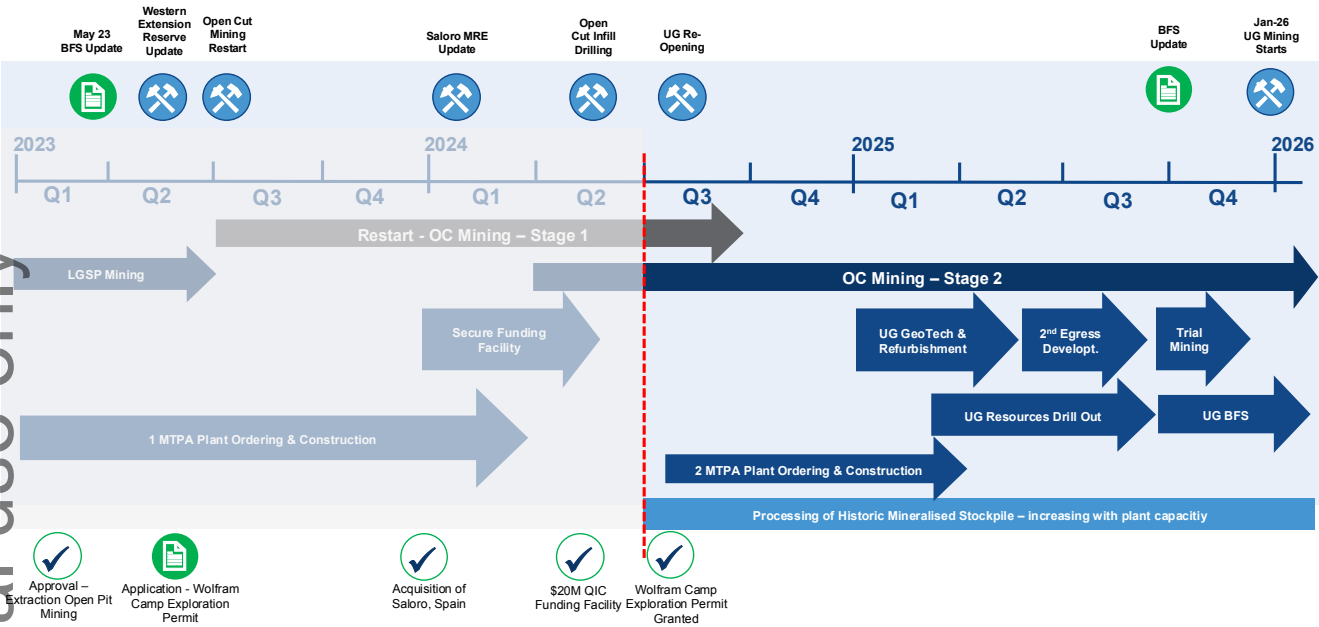 May 23
BFS Update
Western
Extension
Reserve
Update
Open Cut
Mining
Restart
Saloro MRE
Update
Open
Cut Infill
Drilling
UG Re-
Opening
BFS
Update
Jan-26
UG Mining
Starts
2023
2024
2025
2026
Q1
Q2
Q3
Q4
Q1
Q2
Q3
Q4
Q1
Q2
Q3
Q4
Restart - OC Mining – Stage 1
LGSP Mining
OC Mining – Stage 2
Secure Funding
Facility
UG GeoTech &
Refurbishment
2nd Egress
Developt.
Trial
Mining
1 MTPA Plant Ordering & Construction
UG Resources Drill Out
UG BFS
2 MTPA Plant Ordering & Construction
Processing of Historic Mineralised Stockpile – increasing with plant capacitiy
Approval –
Extraction Open Pit
Mining
Application - Wolfram
Camp Exploration
Permit
Acquisition of
Saloro, Spain
$20M QIC
Funding Facility
Wolfram Camp
Exploration Permit
Granted